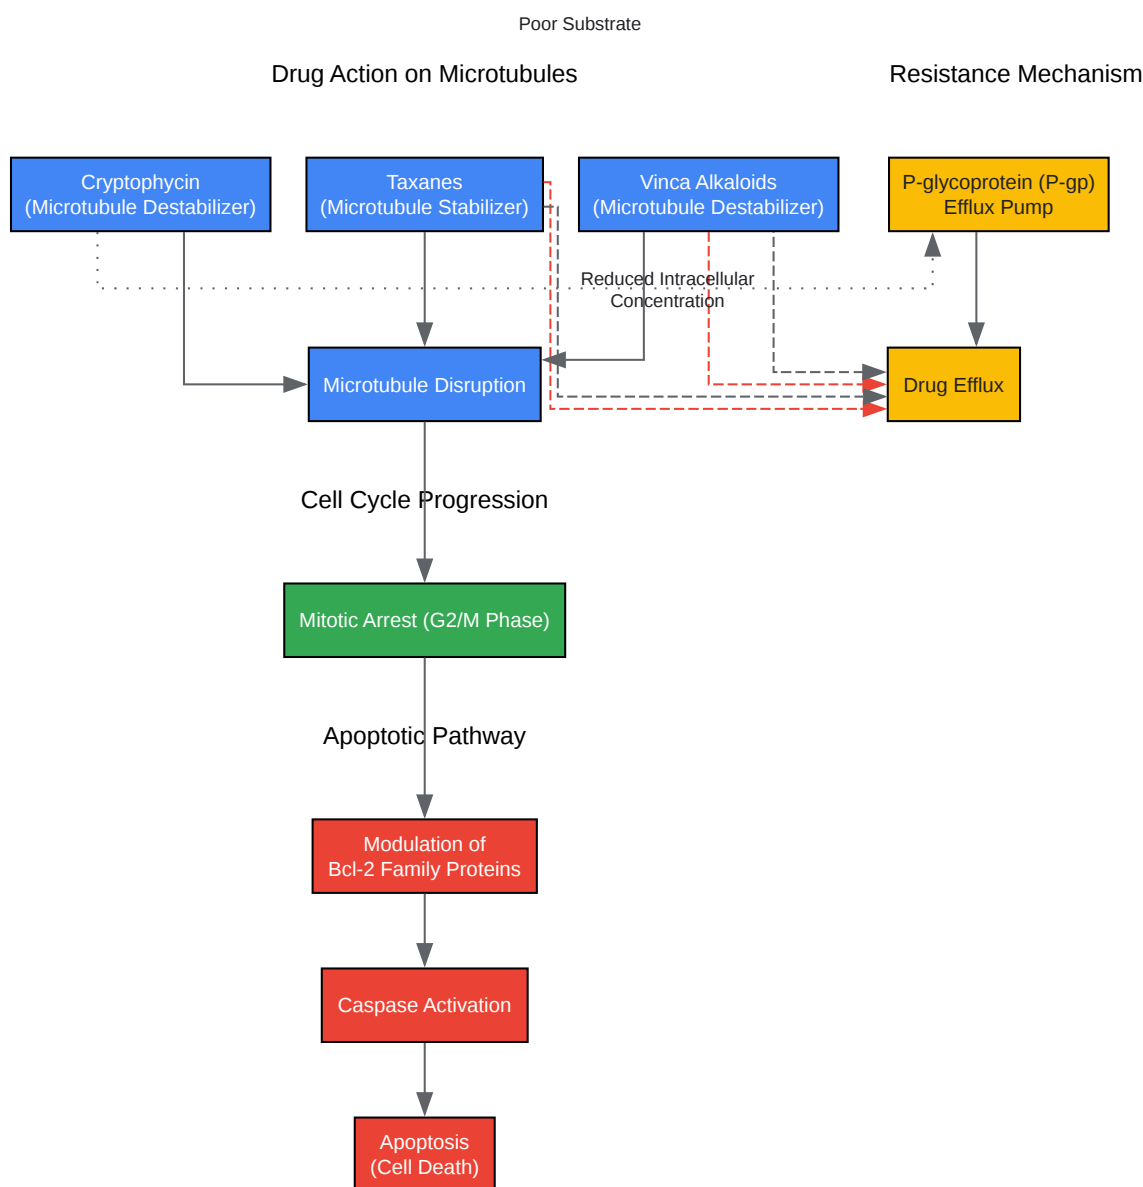 Poor Substrate
Drug Action on Microtubules
Resistance Mechanism
Cryptophycin
(Microtubule Destabilizer)
Taxanes
(Microtubule Stabilizer)
Vinca Alkaloids
(Microtubule Destabilizer)
P-glycoprotein (P-gp)
Efflux Pump
Reduced Intracellular
Concentration
Microtubule Disruption
Drug Efflux
Cell Cycle Progression
Mitotic Arrest (G2/M Phase)
Apoptotic Pathway
Modulation of
Bcl-2 Family Proteins
Caspase Activation
Apoptosis
(Cell Death)